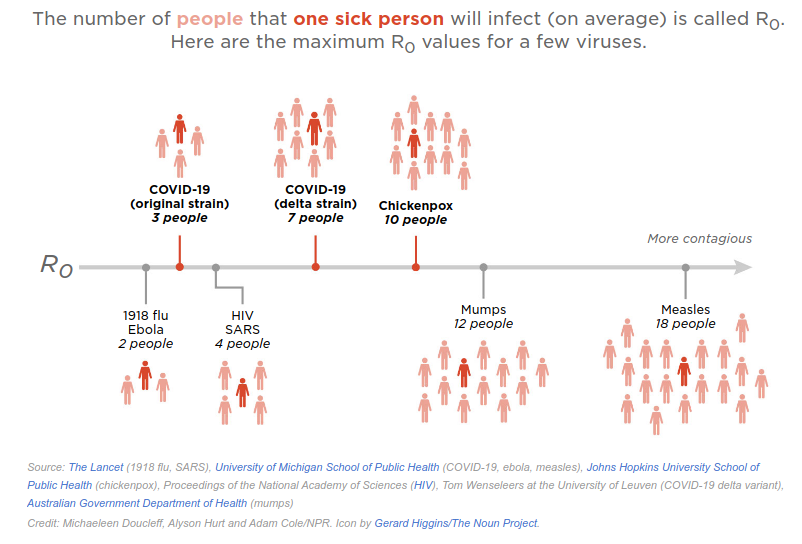 The number of people that one sick person will infect (on average) is called R0.
Here are the maximum R0 values for a few viruses.
COVID-19
(original strain)
3 people
COVID-19
(delta strain)
7 people
Chickenpox
10 people
More contagious
R0
1918 flu
Ebola
2 people
HIV
SARS
4 people
Mumps
12 people
Measles
18 people
Source: The Lancet (1918 flu, SARS), University of Michigan School of Public Health (COVID-19, ebola, measles), Johns Hopkins University School of
Public Health (chickenpox), Proceedings of the National Academy of Sciences (HIV), Tom Wenseleers at the University of Leuven (COVID-19 delta variant),
Australian Government Department of Health (mumps)
Credit: Michaeleen Doucleff, Alyson Hurt and Adam Cole/NPR. Icon by Gerard Higgins/The Noun Project.